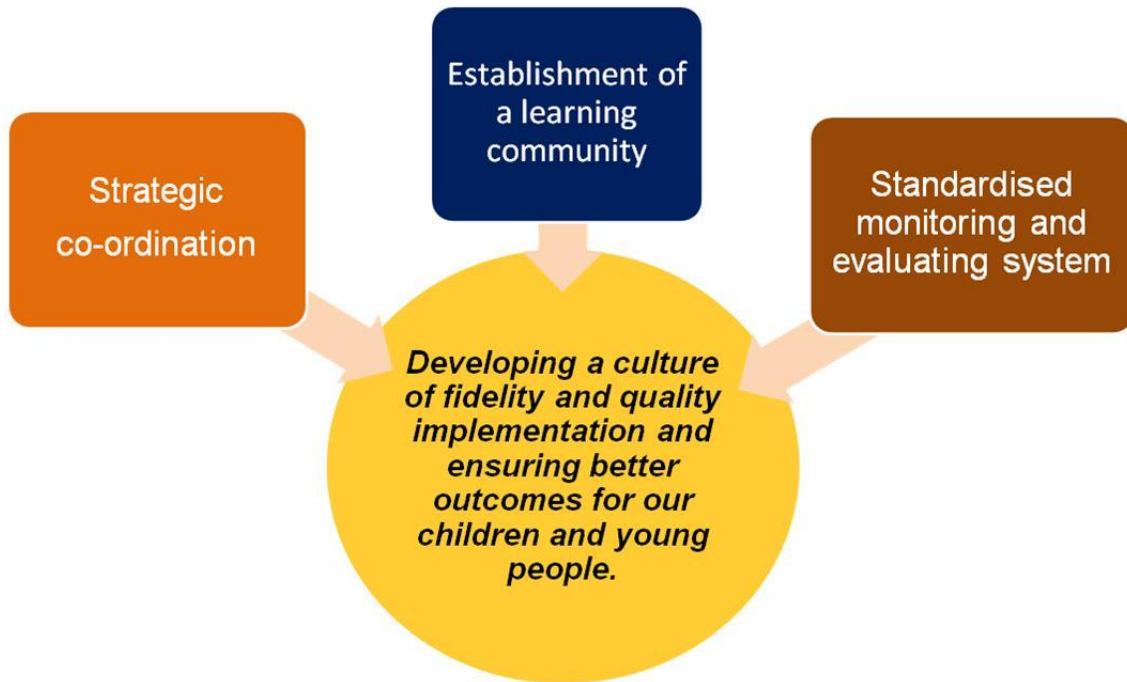 Establishment of
a learning
community
Strategic
co-ordination
Standardised
monitoring and
evaluating system
Developing a culture
of fidelity and quality
implementation and
ensuring better
outcomes for our
children and young
people.